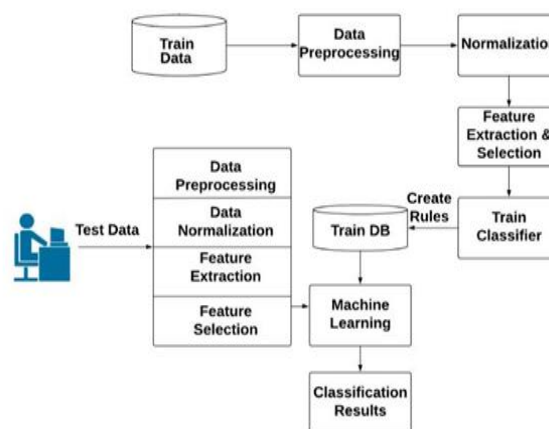 Train
Data
Data
Preprocessing
Normalization
Feature
Extraction &
Selection
Train
Classifier
Create
Rules
Train DB
Test Data
Data
Preprocessing
Data
Normalization
Feature
Extraction
Feature
Selection
Machine
Learning
Classification
Results